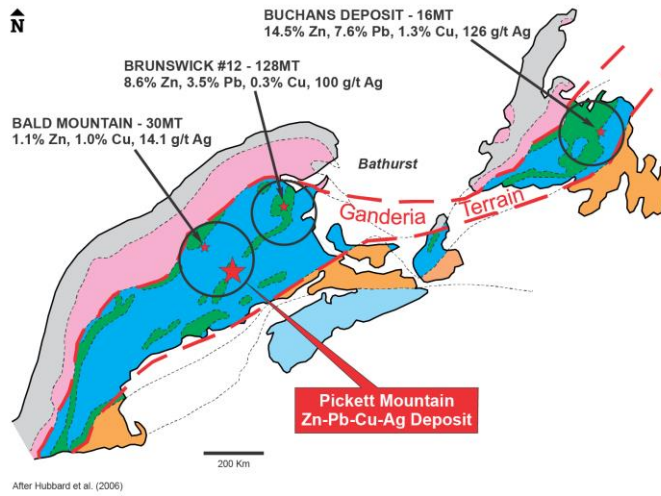 N
BUCHANS DEPOSIT - 16MT
14.5% Zn, 7.6% Pb, 1.3% Cu, 126 g/t Ag
BRUNSWICK #12 - 128MT
8.6% Zn, 3.5% Pb, 0.3% Cu, 100 g/t Ag
BALD MOUNTAIN - 30MT
1.1% Zn, 1.0% Cu, 14.1 g/t Ag
Bathurst
Ganderia Terrain
Pickett Mountain
Zn-Pb-Cu-Ag Deposit
200 Km
After Hubbard et al. (2006)